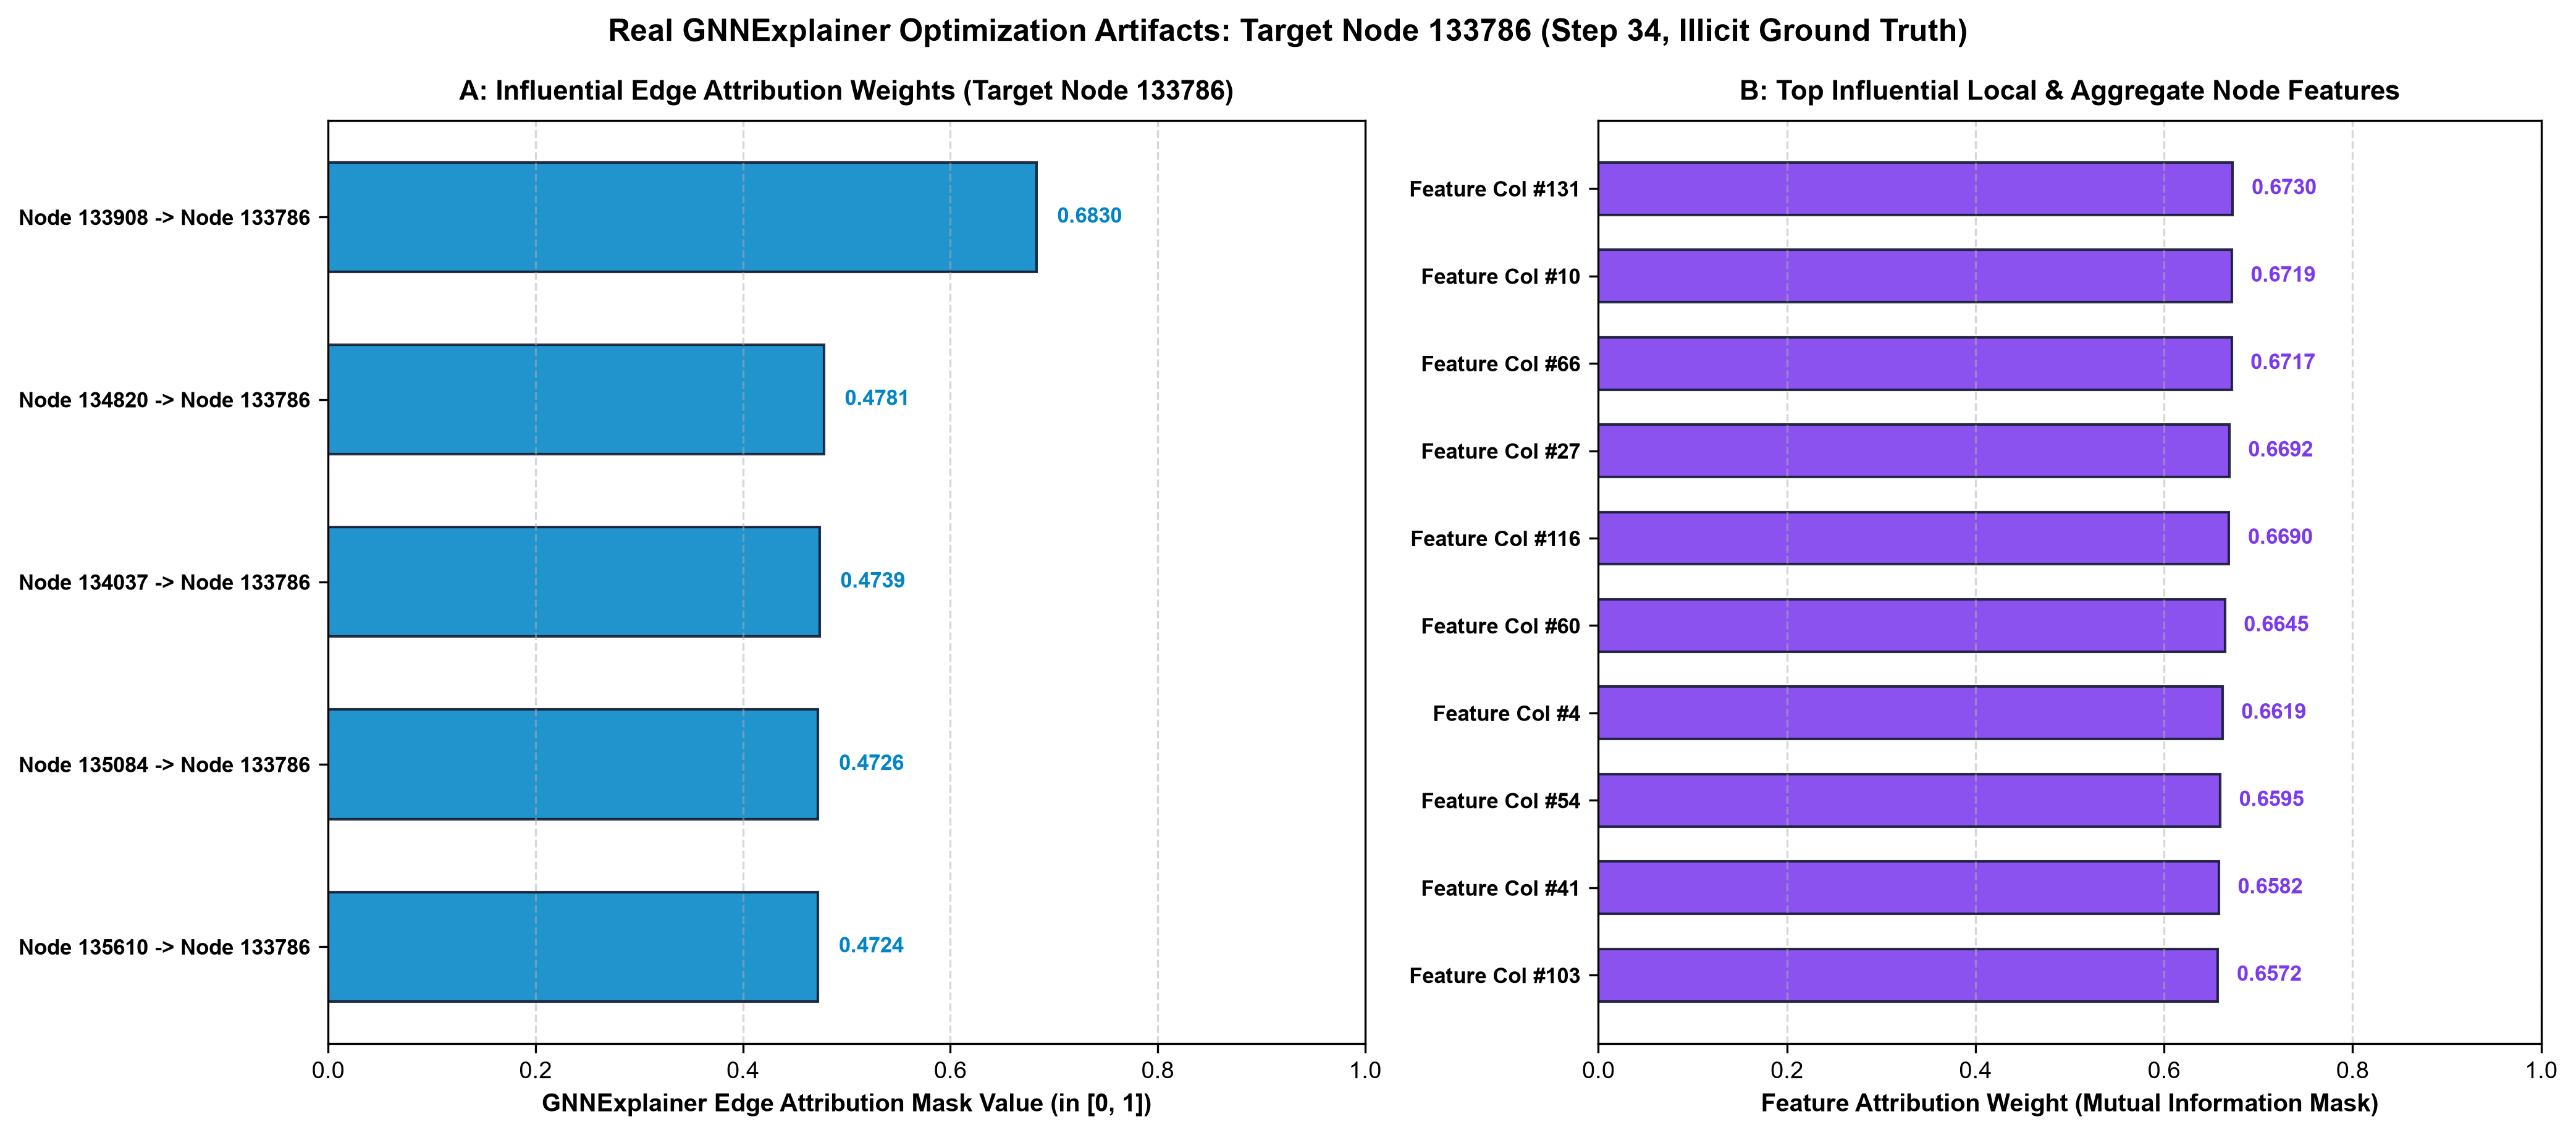 Real GNNExplainer Optimization Artifacts: Target Node 133786 (Step 34, Illicit Ground Truth)
A: Influential Edge Attribution Weights (Target Node 133786)
Node 133908 -> Node 133786
0.6830
Node 134820 -> Node 133786
0.4781
Node 134037 -> Node 133786
0.4739
Node 135084 -> Node 133786
0.4726
Node 135610 -> Node 133786
0.4724
0.0 0.2 0.4 0.6 0.8 1.0
GNNExplainer Edge Attribution Mask Value (in [0, 1])
B: Top Influential Local & Aggregate Node Features
Feature Col #131
0.6730
Feature Col #10
0.6719
Feature Col #66
0.6717
Feature Col #27
0.6692
Feature Col #116
0.6690
Feature Col #60
0.6645
Feature Col #4
0.6619
Feature Col #54
0.6595
Feature Col #41
0.6582
Feature Col #103
0.6572
0.0 0.2 0.4 0.6 0.8 1.0
Feature Attribution Weight (Mutual Information Mask)